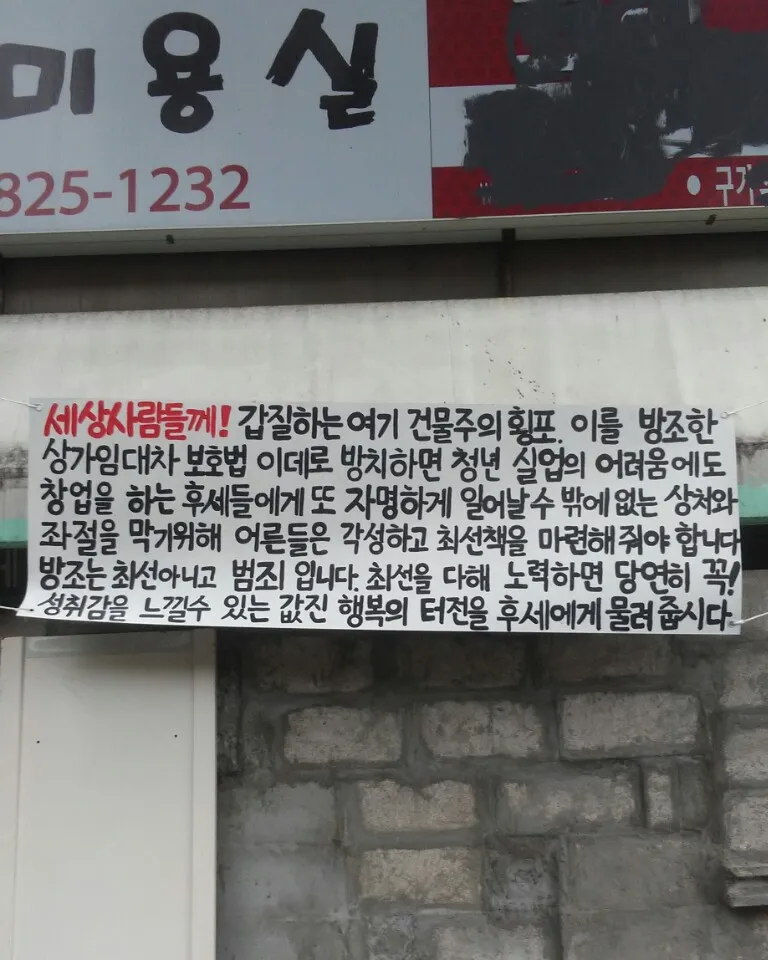 미용실
825-1232
세상사람들께! 갑질하는 여기 건물주의 횡포. 이를 방조한
상가임대차 보호법 이데로 방치하면 청년 실업의 어려움에도
창업을 하는 후세들에게 또 자명하게 일어날수 밖에 없는 상처와
좌절을 막기위해 어른들은 각성하고 최선책을 마련해줘야 합니다
방조는 최선아니고 범죄 입니다. 최선을 다해 노력하면 당연히 꼭!
성취감을 느낄수 있는 값진 행복의 터전을 후세에게 물려줍시다.